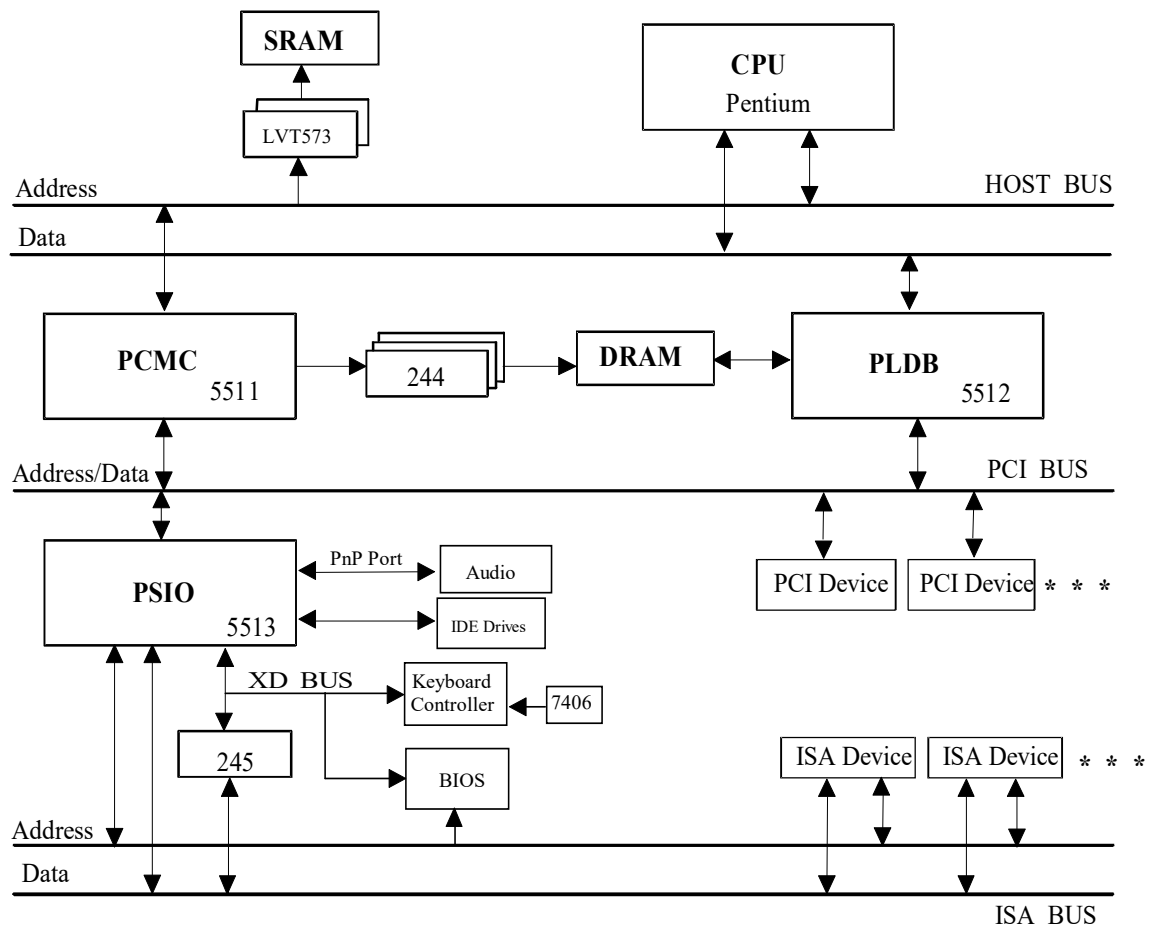 SRAM
CPU
Pentium
LVT573
Address
HOST BUS
Data
PCMC
5511
244
DRAM
PLDB
5512
Address/Data
PCI BUS
PSIO
5513
PnP Port
Audio
IDE Drives
PCI Device
PCI Device * * *
XD BUS
Keyboard
Controller
7406
245
BIOS
ISA Device
ISA Device * * *
Address
Data
ISA BUS